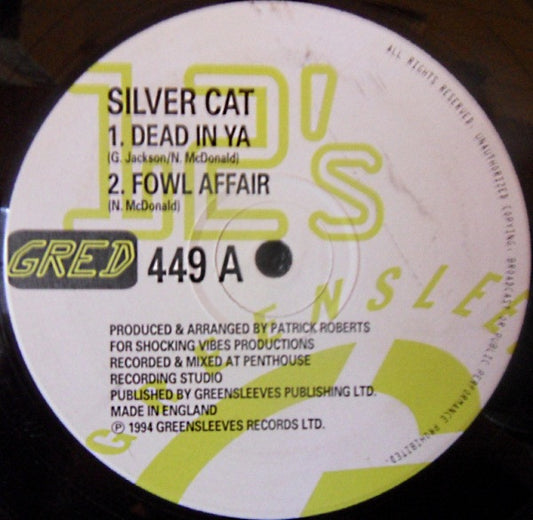 12's
SILVER CAT
1. DEAD IN YA
(G. Jackson/N. McDonald)
2. FOWL AFFAIR
(N. McDonald)
GRED 449 A
PRODUCED & ARRANGED BY PATRICK ROBERTS
FOR SHOCKING VIBES PRODUCTIONS
RECORDED & MIXED AT PENTHOUSE
RECORDING STUDIO
PUBLISHED BY GREENSLEEVES PUBLISHING LTD.
MADE IN ENGLAND
Ⓟ 1994 GREENSLEEVES RECORDS LTD.
ALL RIGHTS RESERVED. UNAUTHORIZED COPYING, BROADCAST OR PUBLIC PERFORMANCE PROHIBITED.